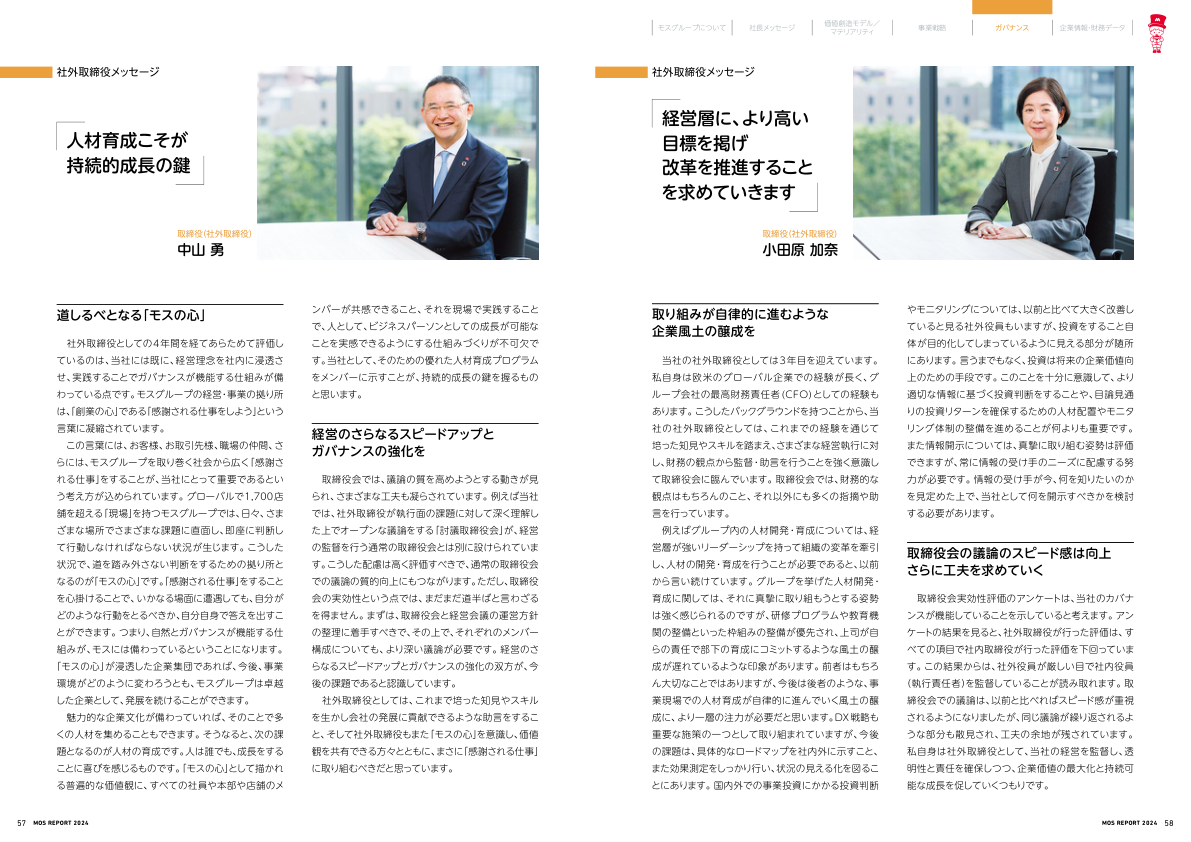 モスグループについて
社長メッセージ
価値創造モデル／
マテリアリティ
事業戦略
ガバナンス
企業情報・財務データ
社外取締役メッセージ
人材育成こそが
持続的成長の鍵
取締役（社外取締役）
中山 勇
道しるべとなる「モスの心」
社外取締役としての4年間を経てあらためて評価し
ているのは、当社には既に、経営理念を社内に浸透さ
せ、実践することでガバナンスが機能する仕組みが備
わっている点です。モスグループの経営・事業の拠り所
は、「創業の心」である「感謝される仕事をしよう」という
言葉に凝縮されています。
この言葉には、お客様、お取引先様、職場の仲間、さ
らには、モスグループを取り巻く社会から広く「感謝さ
れる仕事」をすることが、当社にとって重要であるとい
う考え方が込められています。グローバルで1,700店
舗を超える「現場」を持つモスグループでは、日々、さま
ざまな場所でさまざまな課題に直面し、即座に判断し
て行動しなければならない状況が生じます。こうした
状況で、道を踏み外さない判断をするための拠り所と
なるのが「モスの心」です。「感謝される仕事」をすること
を心掛けることで、いかなる場面に遭遇しても、自分が
どのような行動をとるべきか、自分自身で答えを出すこ
とができます。つまり、自然とガバナンスが機能する仕
組みが、モスには備わっているということになります。
「モスの心」が浸透した企業集団であれば、今後、事業
環境がどのように変わろうとも、モスグループは卓越
した企業として、発展を続けることができます。
魅力的な企業文化が備わっていれば、そのことで多
くの人材を集めることもできます。そうなると、次の課
題となるのが人材の育成です。人は誰でも、成長をする
ことに喜びを感じるものです。「モスの心」として描かれ
る普遍的な価値観に、すべての社員や本部や店舗のメ
ンバーが共感できること、それを現場で実践すること
で、人として、ビジネスパーソンとしての成長が可能な
ことを実感できるようにする仕組みづくりが不可欠で
す。当社として、そのための優れた人材育成プログラム
をメンバーに示すことが、持続的成長の鍵を握るもの
と思います。
経営のさらなるスピードアップと
ガバナンスの強化を
取締役会では、議論の質を高めようとする動きが見
られ、さまざまな工夫も凝らされています。例えば当社
では、社外取締役が執行面の課題に対して深く理解し
た上でオープンな議論をする「討議取締役会」が、経営
の監督を行う通常の取締役会とは別に設けられていま
す。こうした配慮は高く評価すべきで、通常の取締役会
での議論の質的向上にもつながります。ただし、取締役
会の実効性という点では、まだまだ道半ばと言わざる
を得ません。まずは、取締役会と経営会議の運営方針
の整理に着手すべきで、その上で、それぞれのメンバー
構成についても、より深い議論が必要です。経営のさ
らなるスピードアップとガバナンスの強化の双方が、今
後の課題であると認識しています。
社外取締役としては、これまで培った知見やスキル
を生かし会社の発展に貢献できるような助言をするこ
と、そして社外取締役もまた「モスの心」を意識し、価値
観を共有できる方々とともに、まさに「感謝される仕事」
に取り組むべきだと思っています。
57 MOS REPORT 2024
社外取締役メッセージ
経営層に、より高い
目標を掲げ
改革を推進すること
を求めていきます
取締役（社外取締役）
小田原 加奈
取り組みが自律的に進むような
企業風土の醸成を
当社の社外取締役としては3年目を迎えています。
私自身は欧米のグローバル企業での経験が長く、グ
ループ会社の最高財務責任者（CFO）としての経験も
あります。こうしたバックグラウンドを持つことから、当
社の社外取締役としては、これまでの経験を通じて
培った知見やスキルを踏まえ、さまざまな経営執行に対
し、財務の観点から監督・助言を行うことを強く意識し
て取締役会に臨んでいます。取締役会では、財務的な
観点はもちろんのこと、それ以外にも多くの指摘や助
言を行っています。
例えばグループ内の人材開発・育成については、経
営層が強いリーダーシップを持って組織の変革を牽引
し、人材の開発・育成を行うことが必要であると、以前
から言い続けています。グループを挙げた人材開発・
育成に関しては、それに真摯に取り組もうとする姿勢
は強く感じられるのですが、研修プログラムや教育機
関の整備といった枠組みの整備が優先され、上司が自
らの責任で部下の育成にコミットするような風土の醸
成が遅れているような印象があります。前者はもちろ
ん大切なことではありますが、今後は後者のような、事
業現場での人材育成が自律的に進んでいく風土の醸
成に、より一層の注力が必要だと思います。DX戦略も
重要な施策の一つとして取り組まれていますが、今後
の課題は、具体的なロードマップを社内外に示すこと、
また効果測定をしっかり行い、状況の見える化を図るこ
とにあります。国内外での事業投資にかかる投資判断
やモニタリングについては、以前と比べて大きく改善し
ていると見る社外役員もいますが、投資をすること自
体が目的化してしまっているように見える部分が随所
にあります。言うまでもなく、投資は将来の企業価値向
上のための手段です。このことを十分に意識して、より
適切な情報に基づく投資判断をすることや、目論見通
りの投資リターンを確保するための人材配置やモニタ
リング体制の整備を進めることが何よりも重要です。
また情報開示については、真摯に取り組む姿勢は評価
できますが、常に情報の受け手のニーズに配慮する努
力が必要です。情報の受け手が今、何を知りたいのか
を見定めた上で、当社として何を開示すべきかを検討
する必要があります。
取締役会の議論のスピード感は向上
さらに工夫を求めていく
取締役会実効性評価のアンケートは、当社のガバナ
ンスが機能していることを示していると考えます。アン
ケートの結果を見ると、社外取締役が行った評価は、す
べての項目で社内取締役が行った評価を下回っていま
す。この結果からは、社外役員が厳しい目で社内役員
（執行責任者）を監督していることが読み取れます。取
締役会での議論は、以前と比べればスピード感が重視
されるようになりましたが、同じ議論が繰り返されるよ
うな部分も散見され、工夫の余地が残されています。
私自身は社外取締役として、当社の経営を監督し、透
明性と責任を確保しつつ、企業価値の最大化と持続可
能な成長を促していくつもりです。
MOS REPORT 2024 58